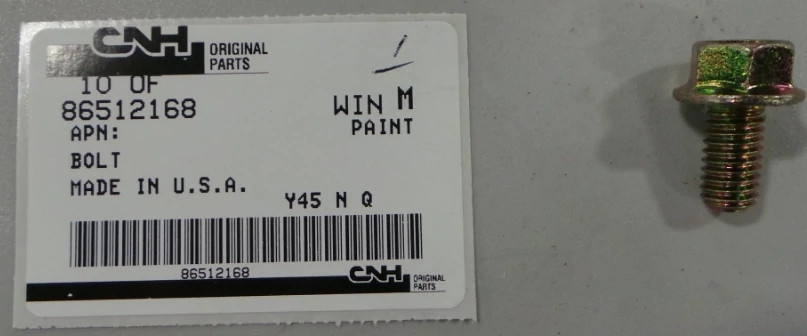 CNH ORIGINAL
PARTS
10 OF
86512168
WIN M
APN:
PAINT
BOLT
MADE IN U.S.A.
Y45 N Q
86512168
CNH ORIGINAL
PARTS